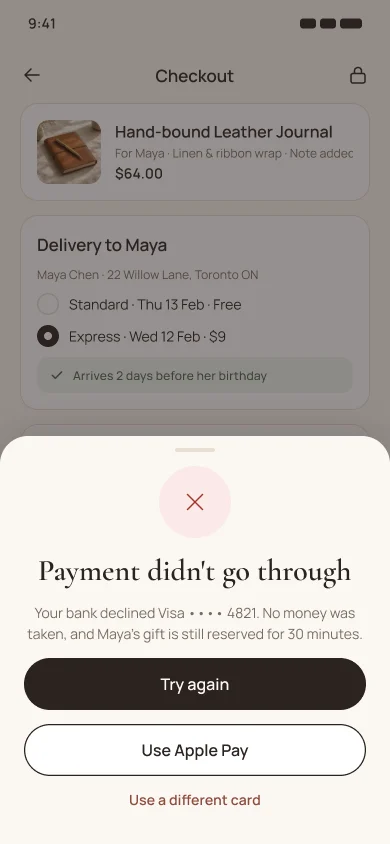 9:41
Checkout
Hand-bound Leather Journal
For Maya · Linen & ribbon wrap · Note added
$64.00
Delivery to Maya
Maya Chen · 22 Willow Lane, Toronto ON
Standard · Thu 13 Feb · Free
Express · Wed 12 Feb · $9
Arrives 2 days before her birthday
Payment didn't go through
Your bank declined Visa •••• 4821. No money was
taken, and Maya's gift is still reserved for 30 minutes.
Try again
Use Apple Pay
Use a different card